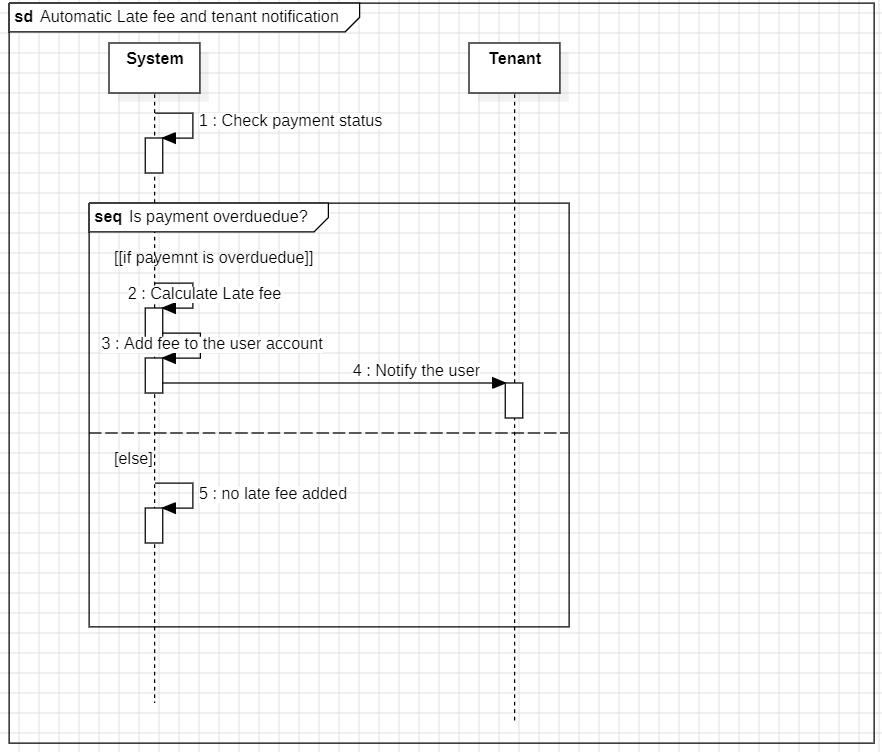 sd Automatic Late fee and tenant notification
System
Tenant
1 : Check payment status
seq Is payment overduedue?
[[if payemnt is overduedue]]
2 : Calculate Late fee
3 : Add fee to the user account
4 : Notify the user
[else]
5 : no late fee added